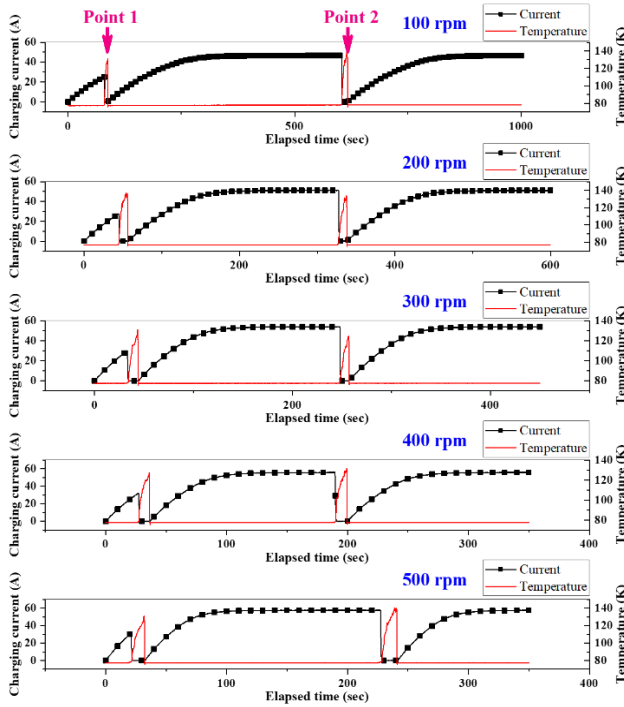 Point 1
Point 2
100 rpm
Current
Temperature
Charging current (A)
60
40
20
0
140
120
100
80
Temperature (K)
0
500
1000
Elapsed time (sec)
200 rpm
Current
Temperature
Charging current (A)
60
40
20
0
140
120
100
80
Temperature (K)
0
200
400
600
Elapsed time (sec)
300 rpm
Current
Temperature
Charging current (A)
60
40
20
0
140
120
100
80
Temperature (K)
0
200
400
Elapsed time (sec)
400 rpm
Current
Temperature
Charging current (A)
60
40
20
0
140
120
100
80
Temperature (K)
0
100
200
300
400
Elapsed time (sec)
500 rpm
Current
Temperature
Charging current (A)
60
40
20
0
140
120
100
80
Temperature (K)
0
100
200
300
400
Elapsed time (sec)